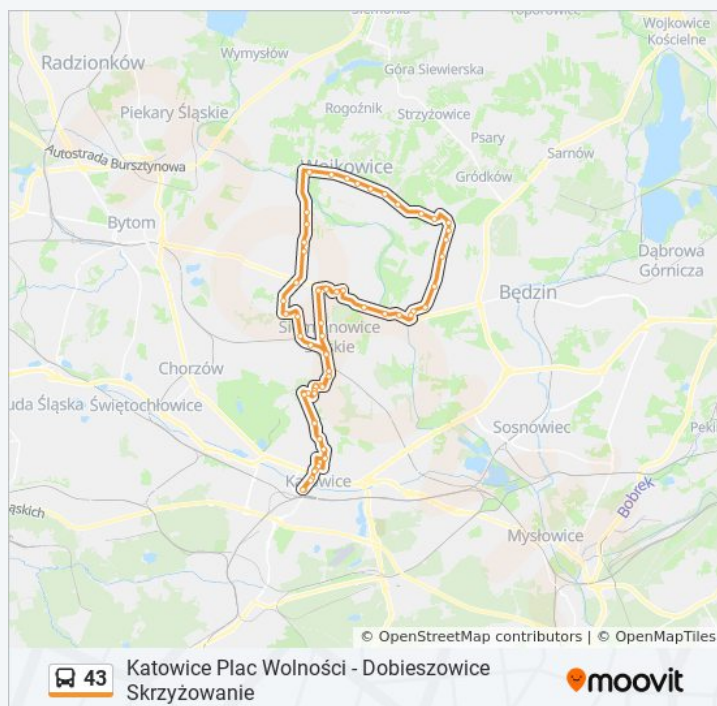 Siemonia
Toporowice
Wojkowice
Kościelne
Wymysłów
Radzionków
Góra Siewierska
Rogoźnik
Strzyżowice
Piekary Śląskie
Psary
Sarnów
Autostrada Bursztynowa
Wojkowice
Gródków
Bytom
Dąbrowa
Górnicza
Będzin
Siemianowice
Śląskie
Chorzów
Świętochłowice
Sosnowiec
Katowice
Bobrek
Mysłowice
© OpenStreetMap contributors | © OpenMapTiles
43
Katowice Plac Wolności - Dobieszowice
Skrzyżowanie
moovit